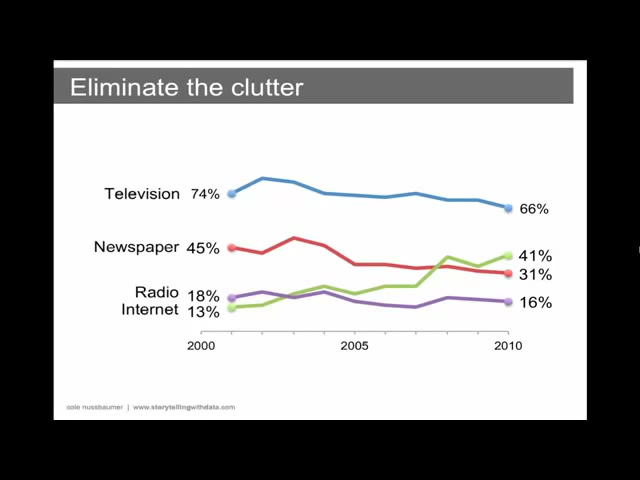 Eliminate the clutter
Television 74%
66%
Newspaper 45%
41%
31%
Radio 18%
16%
Internet 13%
2000 2005 2010
cole nussbaumer | www.storytellingwithdata.com